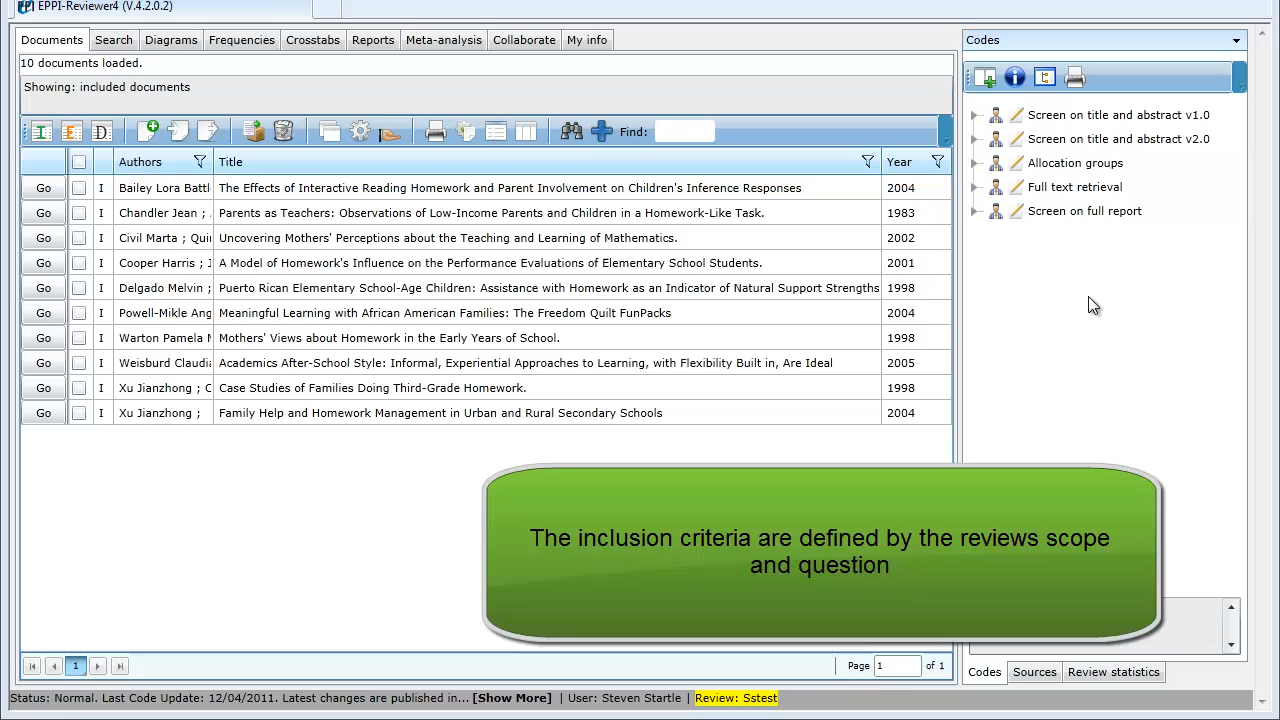 EPPI-Reviewer4 (V.4.2.0.2)
Documents Search Diagrams Frequencies Crosstabs Reports Meta-analysis Collaborate My info
10 documents loaded.
Showing: included documents
Find:
Authors Title Year
Go I Bailey Lora Battl The Effects of Interactive Reading Homework and Parent Involvement on Children's Inference Responses 2004
Go I Chandler Jean ; . Parents as Teachers: Observations of Low-Income Parents and Children in a Homework-Like Task. 1983
Go I Civil Marta ; Qui Uncovering Mothers' Perceptions about the Teaching and Learning of Mathematics. 2002
Go I Cooper Harris ; A Model of Homework's Influence on the Performance Evaluations of Elementary School Students. 2001
Go I Delgado Melvin ; Puerto Rican Elementary School-Age Children: Assistance with Homework as an Indicator of Natural Support Strengths 1998
Go I Powell-Mikle Ang Meaningful Learning with African American Families: The Freedom Quilt FunPacks 2004
Go I Warton Pamela M Mothers' Views about Homework in the Early Years of School. 1998
Go I Weisburd Claudia Academics After-School Style: Informal, Experiential Approaches to Learning, with Flexibility Built in, Are Ideal 2005
Go I Xu Jianzhong ; C Case Studies of Families Doing Third-Grade Homework. 1998
Go I Xu Jianzhong ; Family Help and Homework Management in Urban and Rural Secondary Schools 2004
1
Page 1 of 1
Codes
Screen on title and abstract v1.0
Screen on title and abstract v2.0
Allocation groups
Full text retrieval
Screen on full report
The inclusion criteria are defined by the reviews scope
and question
Codes Sources Review statistics
Status: Normal. Last Code Update: 12/04/2011. Latest changes are published in... [Show More] | User: Steven Startle | Review: Sstest